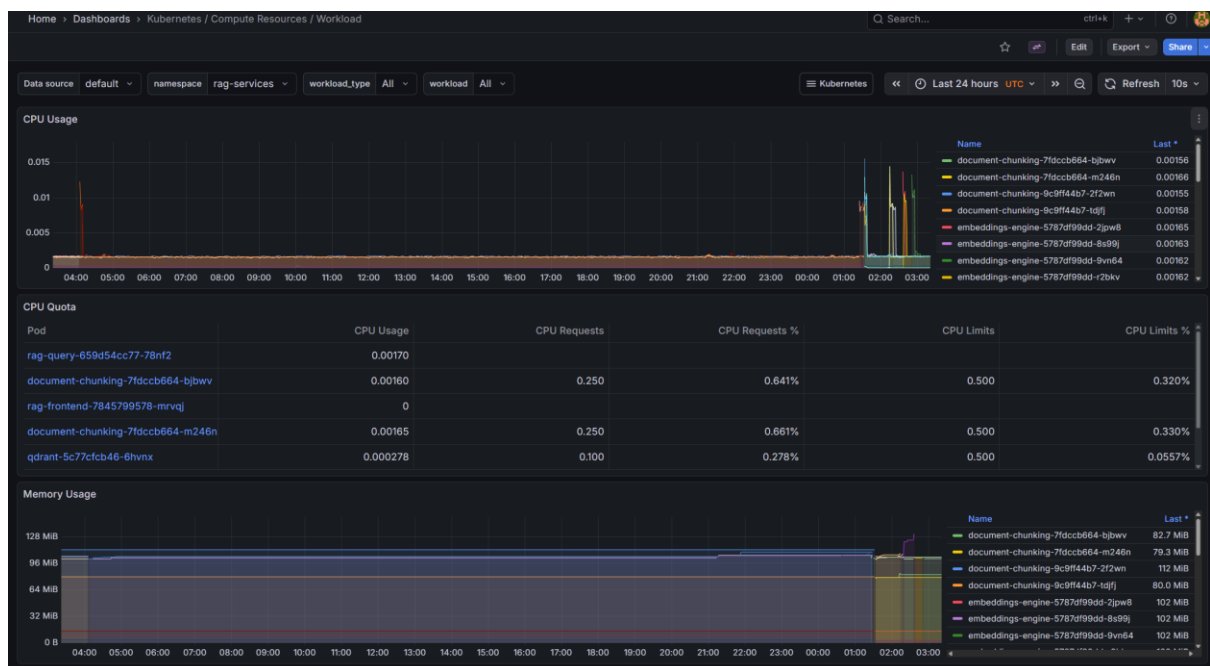 Home › Dashboards › Kubernetes / Compute Resources / Workload Search... ctrl+k
Edit Export Share
Data source default namespace rag-services workload_type All workload All Kubernetes Last 24 hours UTC Refresh 10s
CPU Usage
0.015
0.01
0.005
0
04:00 05:00 06:00 07:00 08:00 09:00 10:00 11:00 12:00 13:00 14:00 15:00 16:00 17:00 18:00 19:00 20:00 21:00 22:00 23:00 00:00 01:00 02:00 03:00
Name Last *
document-chunking-7fdccb664-bjbwv 0.00156
document-chunking-7fdccb664-m246n 0.00166
document-chunking-9c9ff44b7-2f2wn 0.00155
document-chunking-9c9ff44b7-tdjfj 0.00158
embeddings-engine-5787df99dd-2jpw8 0.00165
embeddings-engine-5787df99dd-8s99j 0.00163
embeddings-engine-5787df99dd-9vn64 0.00162
embeddings-engine-5787df99dd-r2bkv 0.00162
CPU Quota
Pod CPU Usage CPU Requests CPU Requests % CPU Limits CPU Limits %
rag-query-659d54cc77-78nf2 0.00170
document-chunking-7fdccb664-bjbwv 0.00160 0.250 0.641% 0.500 0.320%
rag-frontend-7845799578-mrvqj 0
document-chunking-7fdccb664-m246n 0.00165 0.250 0.661% 0.500 0.330%
qdrant-5c77cfcb46-6hvnx 0.000278 0.100 0.278% 0.500 0.0557%
Memory Usage
128 MiB
96 MiB
64 MiB
32 MiB
0 B
04:00 05:00 06:00 07:00 08:00 09:00 10:00 11:00 12:00 13:00 14:00 15:00 16:00 17:00 18:00 19:00 20:00 21:00 22:00 23:00 00:00 01:00 02:00 03:00
Name Last *
document-chunking-7fdccb664-bjbwv 82.7 MiB
document-chunking-7fdccb664-m246n 79.3 MiB
document-chunking-9c9ff44b7-2f2wn 112 MiB
document-chunking-9c9ff44b7-tdjfj 80.0 MiB
embeddings-engine-5787df99dd-2jpw8 102 MiB
embeddings-engine-5787df99dd-8s99j 102 MiB
embeddings-engine-5787df99dd-9vn64 102 MiB